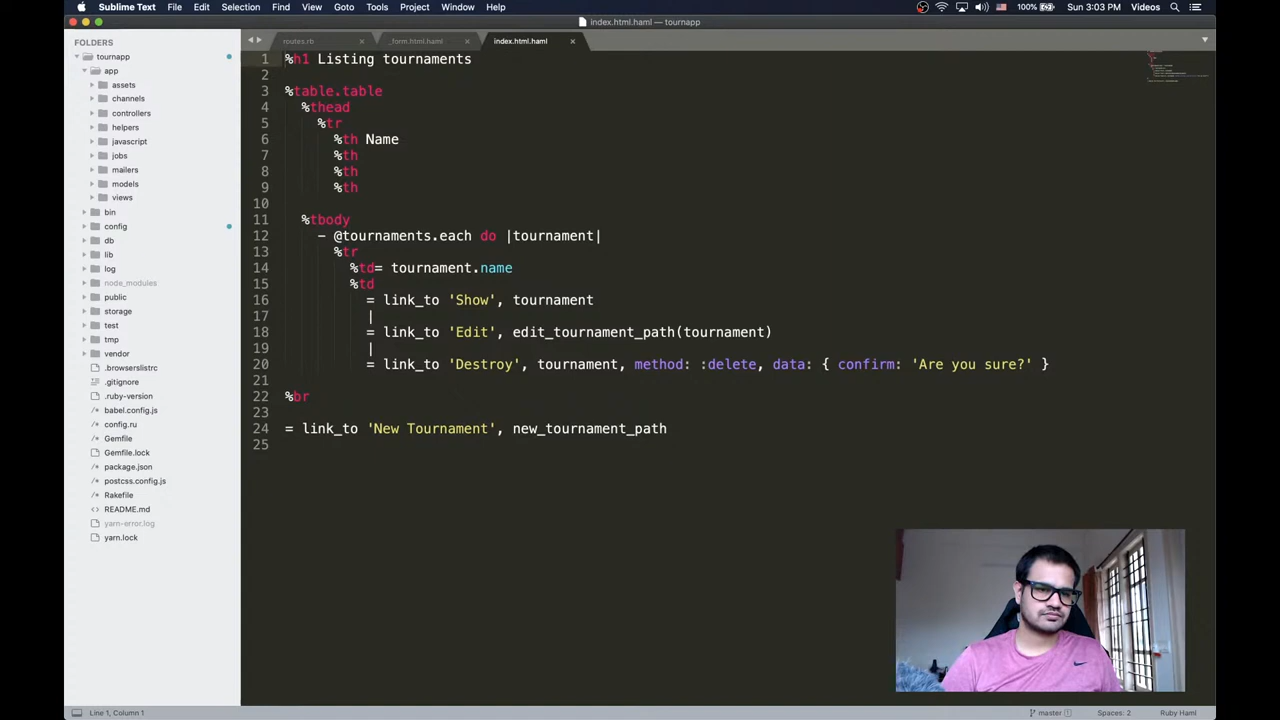 Sublime Text File Edit Selection Find View Goto Tools Project Window Help 100% Sun 3:03 PM Videos
index.html.haml — tournapp
FOLDERS
tournapp
app
assets
channels
controllers
helpers
javascript
jobs
mailers
models
views
bin
config
db
lib
log
node_modules
public
storage
test
tmp
vendor
.browserslistrc
.gitignore
.ruby-version
babel.config.js
config.ru
Gemfile
Gemfile.lock
package.json
postcss.config.js
Rakefile
README.md
yarn-error.log
yarn.lock
routes.rb _form.html.haml index.html.haml
1 %h1 Listing tournaments
2
3 %table.table
4 %thead
5 %tr
6 %th Name
7 %th
8 %th
9 %th
10
11 %tbody
12 - @tournaments.each do |tournament|
13 %tr
14 %td= tournament.name
15 %td
16 = link_to 'Show', tournament
17 |
18 = link_to 'Edit', edit_tournament_path(tournament)
19 |
20 = link_to 'Destroy', tournament, method: :delete, data: { confirm: 'Are you sure?' }
21
22 %br
23
24 = link_to 'New Tournament', new_tournament_path
25
Line 1, Column 1 master 1 Spaces: 2 Ruby Haml